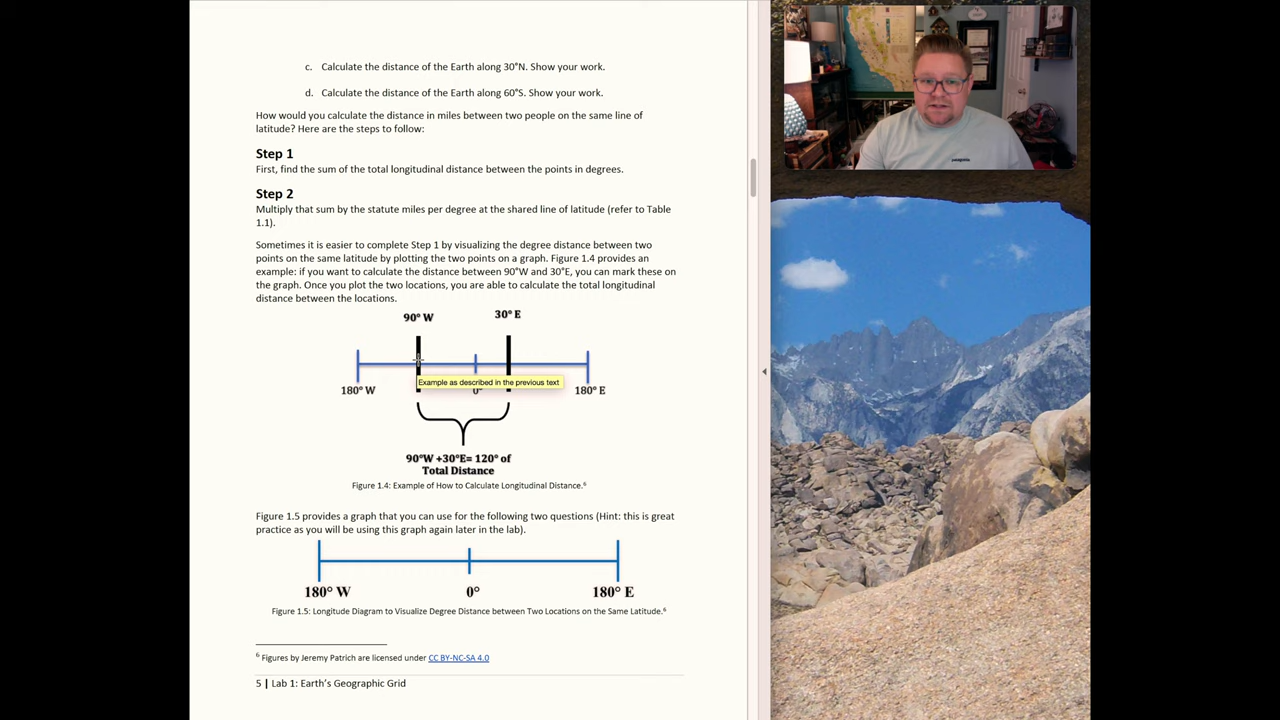 c. Calculate the distance of the Earth along 30°N. Show your work.
d. Calculate the distance of the Earth along 60°S. Show your work.
How would you calculate the distance in miles between two people on the same line of
latitude? Here are the steps to follow:
Step 1
First, find the sum of the total longitudinal distance between the points in degrees.
Step 2
Multiply that sum by the statute miles per degree at the shared line of latitude (refer to Table
1.1).
Sometimes it is easier to complete Step 1 by visualizing the degree distance between two
points on the same latitude by plotting the two points on a graph. Figure 1.4 provides an
example: if you want to calculate the distance between 90°W and 30°E, you can mark these on
the graph. Once you plot the two locations, you are able to calculate the total longitudinal
distance between the locations.
90° W 30° E
Example as described in the previous text
180° W 0° 180° E
90°W +30°E= 120° of
Total Distance
Figure 1.4: Example of How to Calculate Longitudinal Distance.⁶
Figure 1.5 provides a graph that you can use for the following two questions (Hint: this is great
practice as you will be using this graph again later in the lab).
180° W 0° 180° E
Figure 1.5: Longitude Diagram to Visualize Degree Distance between Two Locations on the Same Latitude.⁶
⁶ Figures by Jeremy Patrich are licensed under CC BY-NC-SA 4.0
5 | Lab 1: Earth's Geographic Grid
patagonia